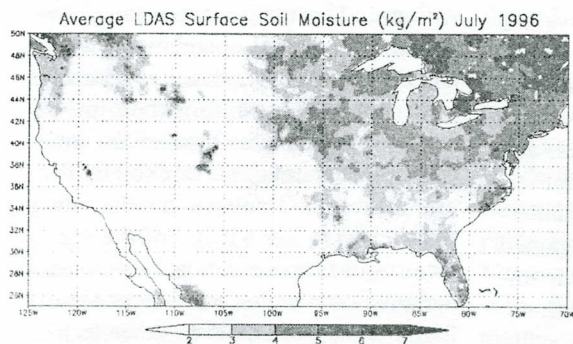 Average LDAS Surface Soil Moisture (kg/m²) July 1996
50N
48N
46N
44N
42N
40N
38N
36N
34N
32N
30N
28N
26N
125W 120W 115W 110W 105W 100W 95W 90W 85W 80W 75W 70W
2 3 4 5 6 7